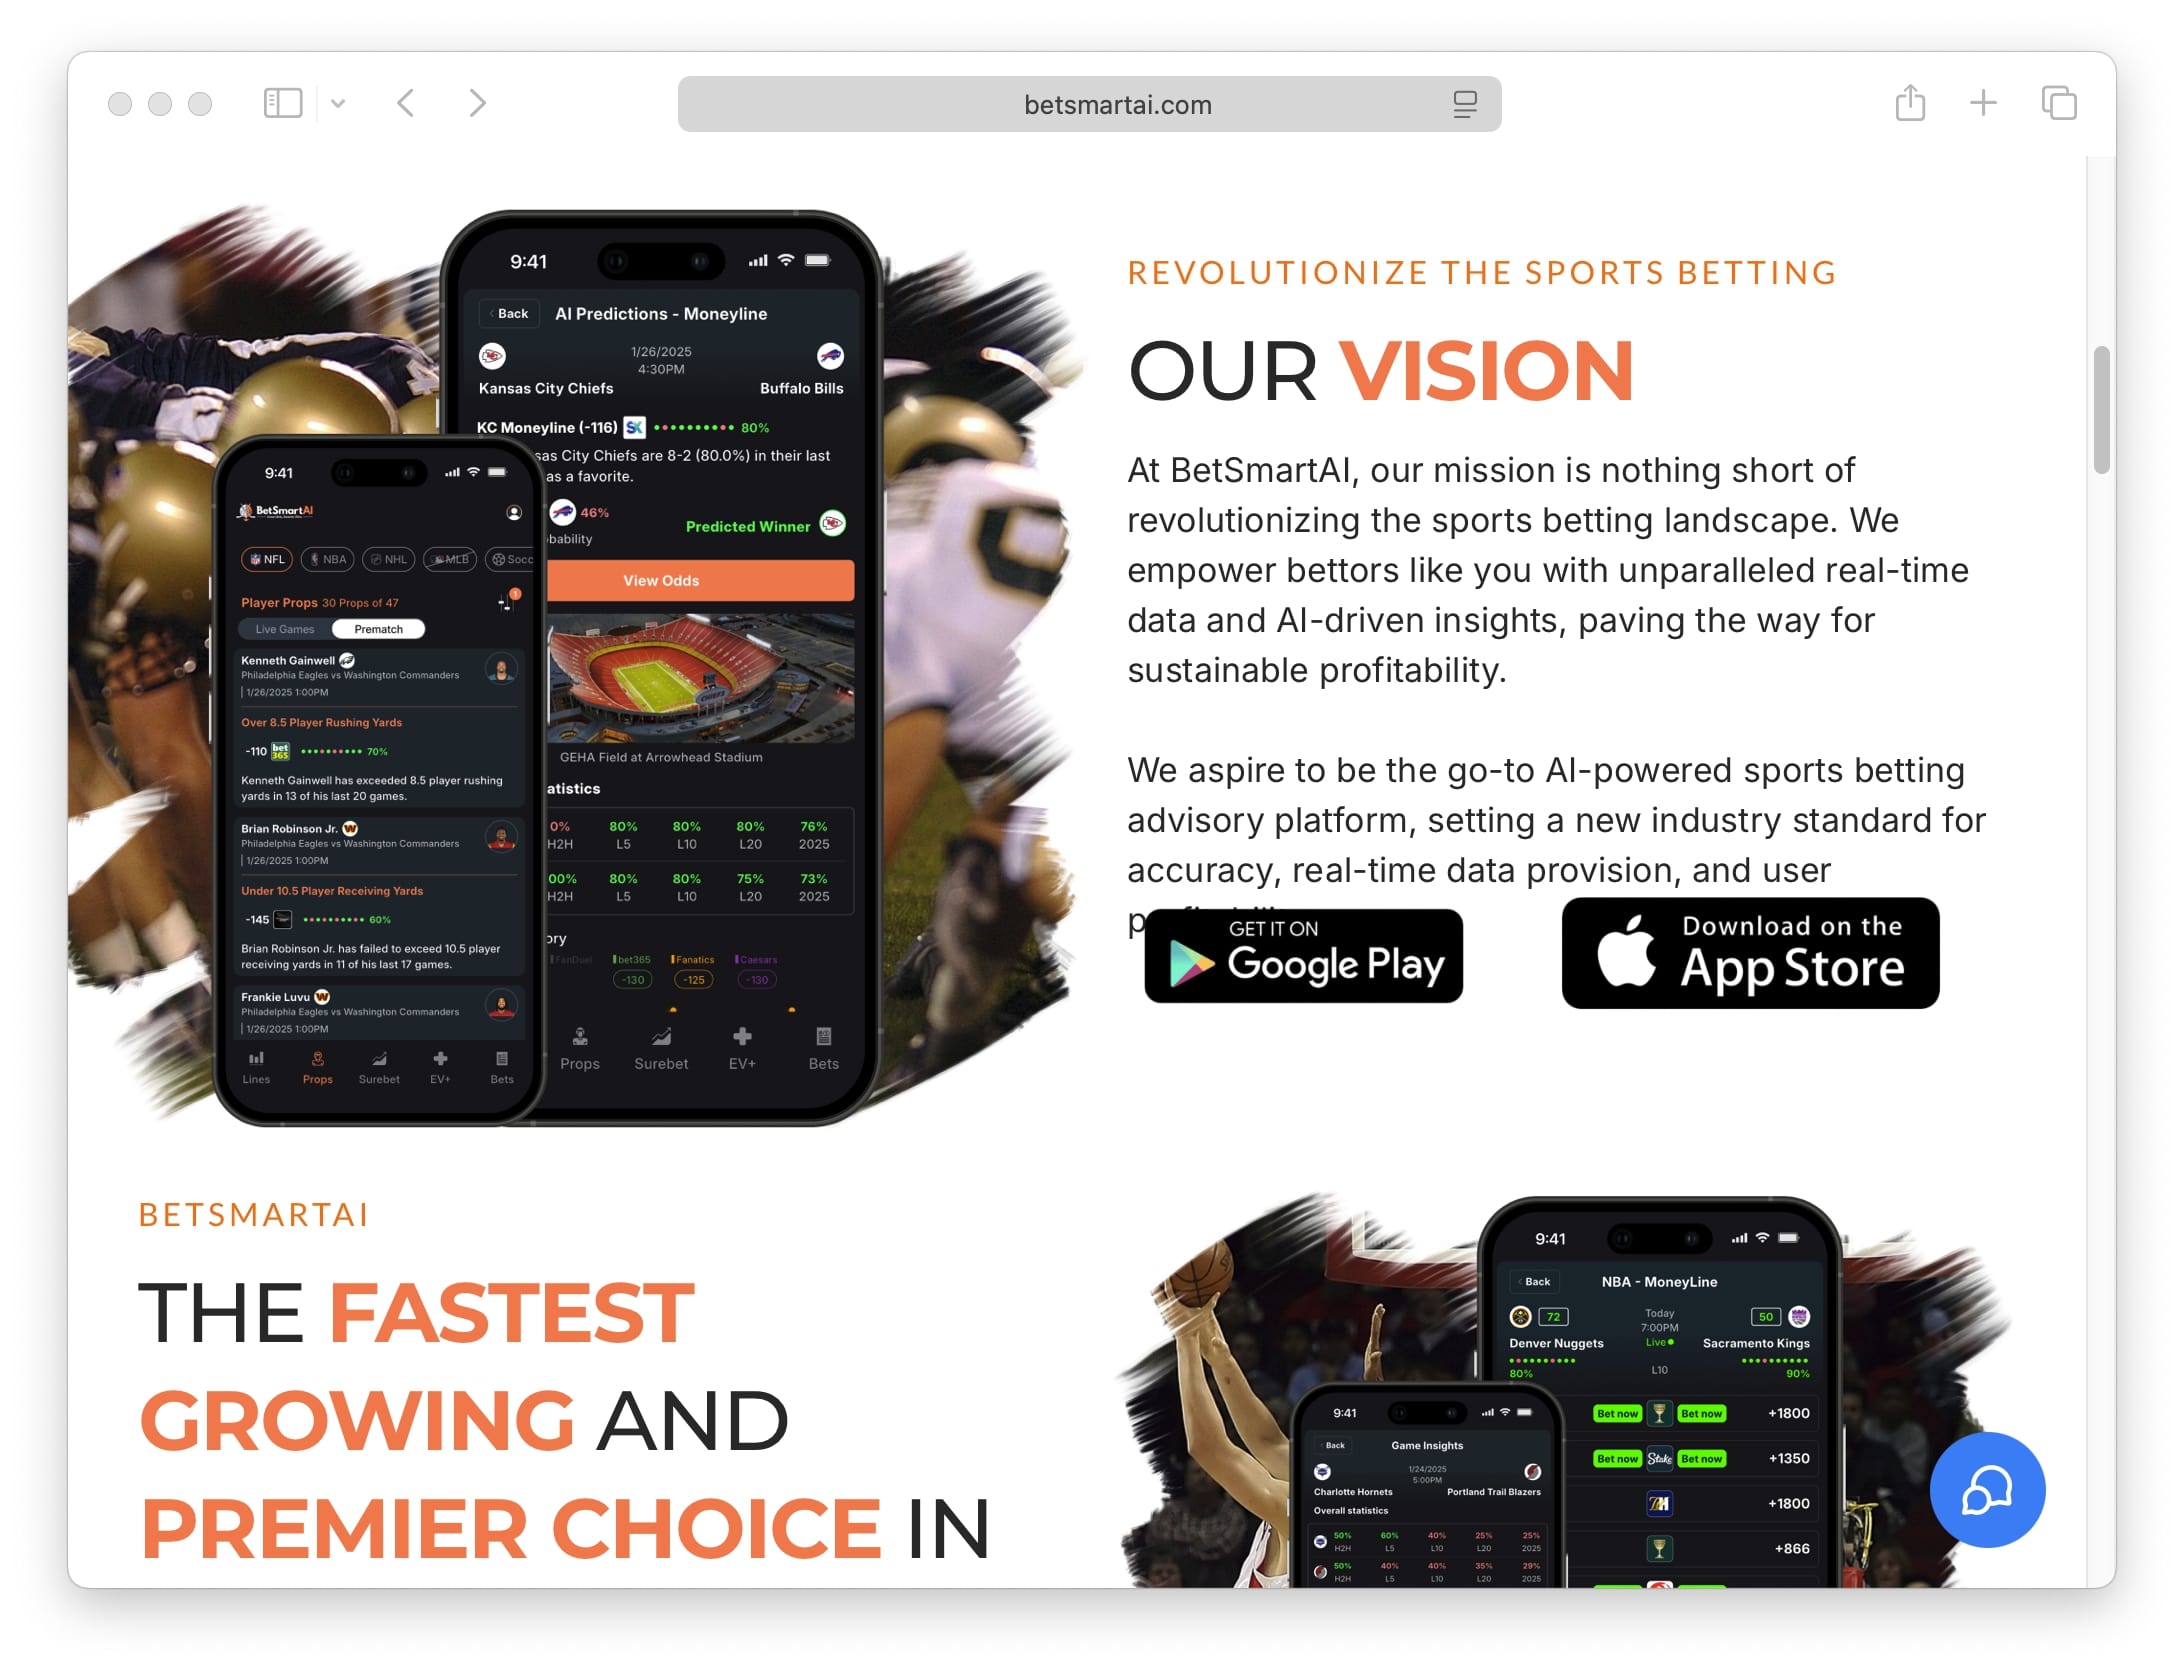 betsmartai.com
9:41
Back
AI Predictions - Moneyline
1/26/2025
4:30PM
Kansas City Chiefs
Buffalo Bills
KC Moneyline (-116)
SX
80%
sas City Chiefs are 8-2 (80.0%) in their last
as a favorite.
46%
bability
Predicted Winner
View Odds
CHIEFS
GEHA Field at Arrowhead Stadium
atistics
0% 80% 80% 80% 76%
H2H L5 L10 L20 2025
00% 80% 80% 75% 73%
H2H L5 L10 L20 2025
ory
FanDuel bet365 Fanatics Caesars
-130 -125 -130
Props Surebet EV+ Bets
9:41
BetSmartAI
NFL NBA NHL MLB Socc
Player Props 30 Props of 47
1
Live Games Prematch
Kenneth Gainwell
Philadelphia Eagles vs Washington Commanders
| 1/26/2025 1:00PM
Over 8.5 Player Rushing Yards
-110 bet365 70%
Kenneth Gainwell has exceeded 8.5 player rushing
yards in 13 of his last 20 games.
Brian Robinson Jr.
Philadelphia Eagles vs Washington Commanders
| 1/26/2025 1:00PM
Under 10.5 Player Receiving Yards
-145 60%
Brian Robinson Jr. has failed to exceed 10.5 player
receiving yards in 11 of his last 17 games.
Frankie Luvu
Philadelphia Eagles vs Washington Commanders
| 1/26/2025 1:00PM
Lines Props Surebet EV+ Bets
REVOLUTIONIZE THE SPORTS BETTING
OUR VISION
At BetSmartAI, our mission is nothing short of
revolutionizing the sports betting landscape. We
empower bettors like you with unparalleled real-time
data and AI-driven insights, paving the way for
sustainable profitability.
We aspire to be the go-to AI-powered sports betting
advisory platform, setting a new industry standard for
accuracy, real-time data provision, and user
GET IT ON
Google Play
Download on the
App Store
BETSMARTAI
THE FASTEST
GROWING AND
PREMIER CHOICE IN
9:41
Back
NBA - MoneyLine
72
Today
7:00PM
50
Denver Nuggets
Live
Sacramento Kings
80%
L10
90%
Bet now Bet now +1800
Bet now Stake Bet now +1350
+1800
+866
9:41
Back
Game Insights
1/24/2025
5:00PM
Charlotte Hornets
Portland Trail Blazers
Overall statistics
50% 60% 40% 25% 25%
H2H L5 L10 L20 2025
50% 40% 40% 35% 29%
H2H L5 L10 L20 2025